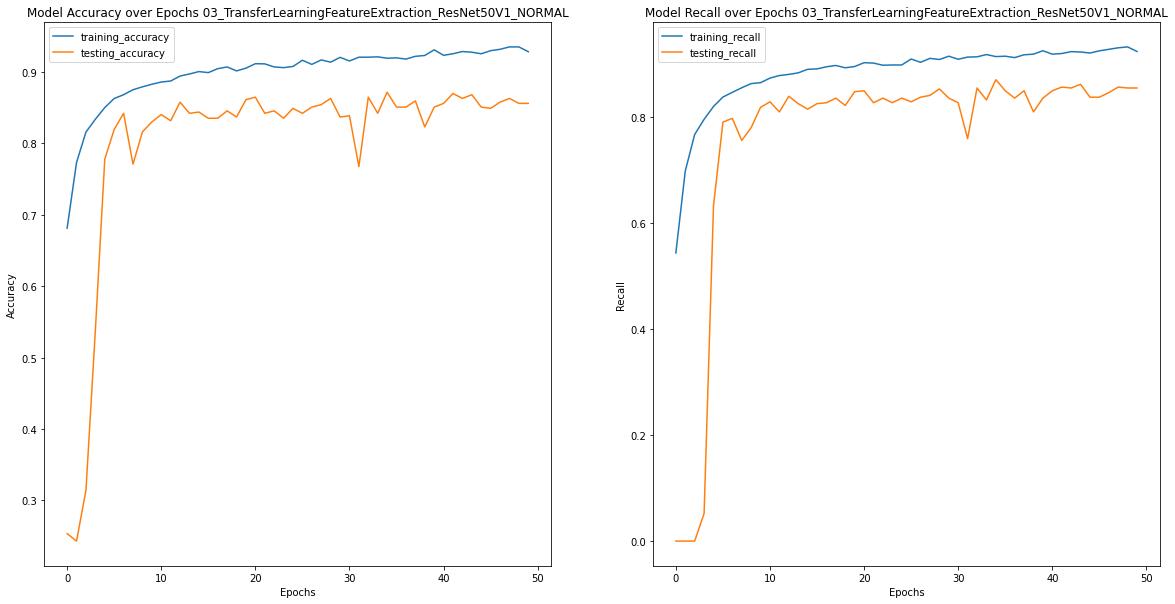 Model Accuracy over Epochs 03_TransferLearningFeatureExtraction_ResNet50V1_NORMAL
training_accuracy
testing_accuracy
Accuracy
0.9
0.8
0.7
0.6
0.5
0.4
0.3
0 10 20 30 40 50
Epochs
Model Recall over Epochs 03_TransferLearningFeatureExtraction_ResNet50V1_NORMAL
training_recall
testing_recall
Recall
0.8
0.6
0.4
0.2
0.0
0 10 20 30 40 50
Epochs